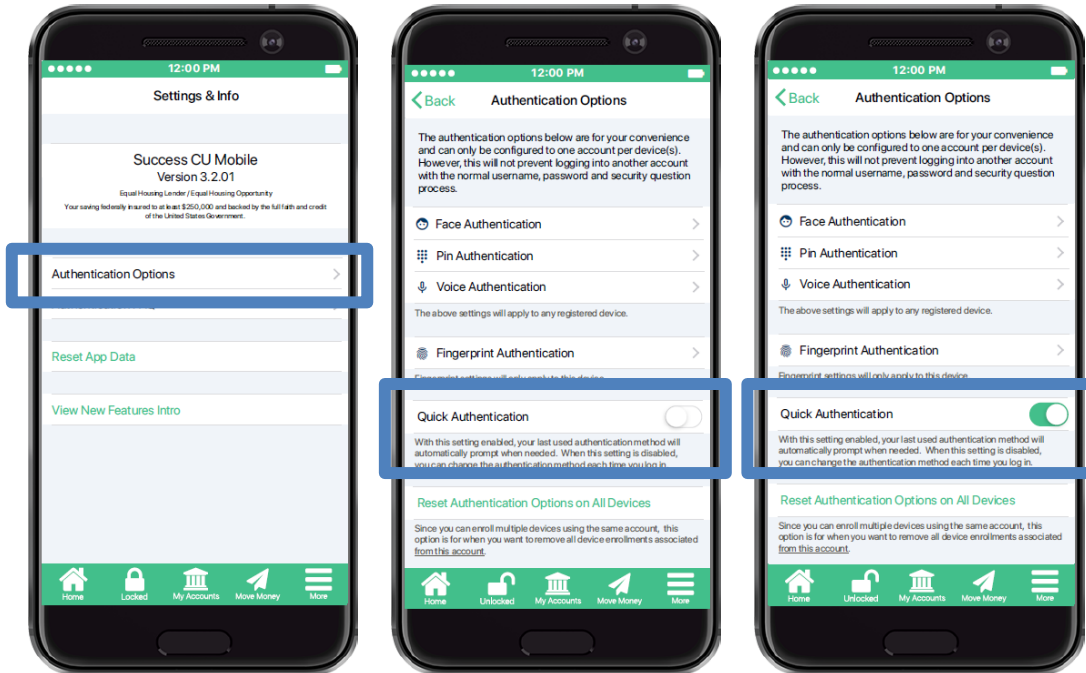 12:00 PM
Settings & Info
Success CU Mobile
Version 3.2.01
Equal Housing Lender / Equal Housing Opportunity
Your saving federally insured to at least $250,000 and backed by the full faith and credit
of the United States Government.
Authentication Options
Reset App Data
View New Features Intro
Home
Locked
My Accounts
Move Money
More
12:00 PM
Back
Authentication Options
The authentication options below are for your convenience
and can only be configured to one account per device(s).
However, this will not prevent logging into another account
with the normal username, password and security question
process.
Face Authentication
Pin Authentication
Voice Authentication
The above settings will apply to any registered device.
Fingerprint Authentication
Fingerprint settings will only apply to this device
Quick Authentication
With this setting enabled, your last used authentication method will
automatically prompt when needed. When this setting is disabled,
you can change the authentication method each time you log in.
Reset Authentication Options on All Devices
Since you can enroll multiple devices using the same account, this
option is for when you want to remove all device enrollments associated
from this account.
Home
Unlocked
My Accounts
Move Money
More
12:00 PM
Back
Authentication Options
The authentication options below are for your convenience
and can only be configured to one account per device(s).
However, this will not prevent logging into another account
with the normal username, password and security question
process.
Face Authentication
Pin Authentication
Voice Authentication
The above settings will apply to any registered device.
Fingerprint Authentication
Fingerprint settings will only apply to this device
Quick Authentication
With this setting enabled, your last used authentication method will
automatically prompt when needed. When this setting is disabled,
you can change the authentication method each time you log in.
Reset Authentication Options on All Devices
Since you can enroll multiple devices using the same account, this
option is for when you want to remove all device enrollments associated
from this account.
Home
Unlocked
My Accounts
Move Money
More